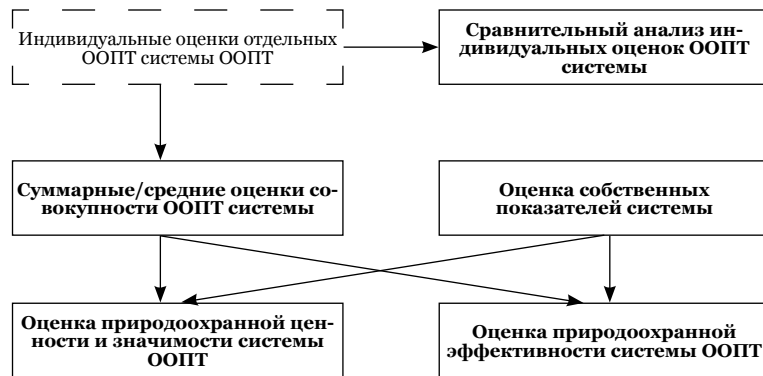 Индивидуальные оценки отдельных
ООПТ системы ООПТ
Сравнительный анализ ин-
дивидуальных оценок ООПТ
системы
Суммарные/средние оценки со-
вокупности ООПТ системы
Оценка собственных
показателей системы
Оценка природоохранной цен-
ности и значимости системы
ООПТ
Оценка природоохранной
эффективности системы ООПТ